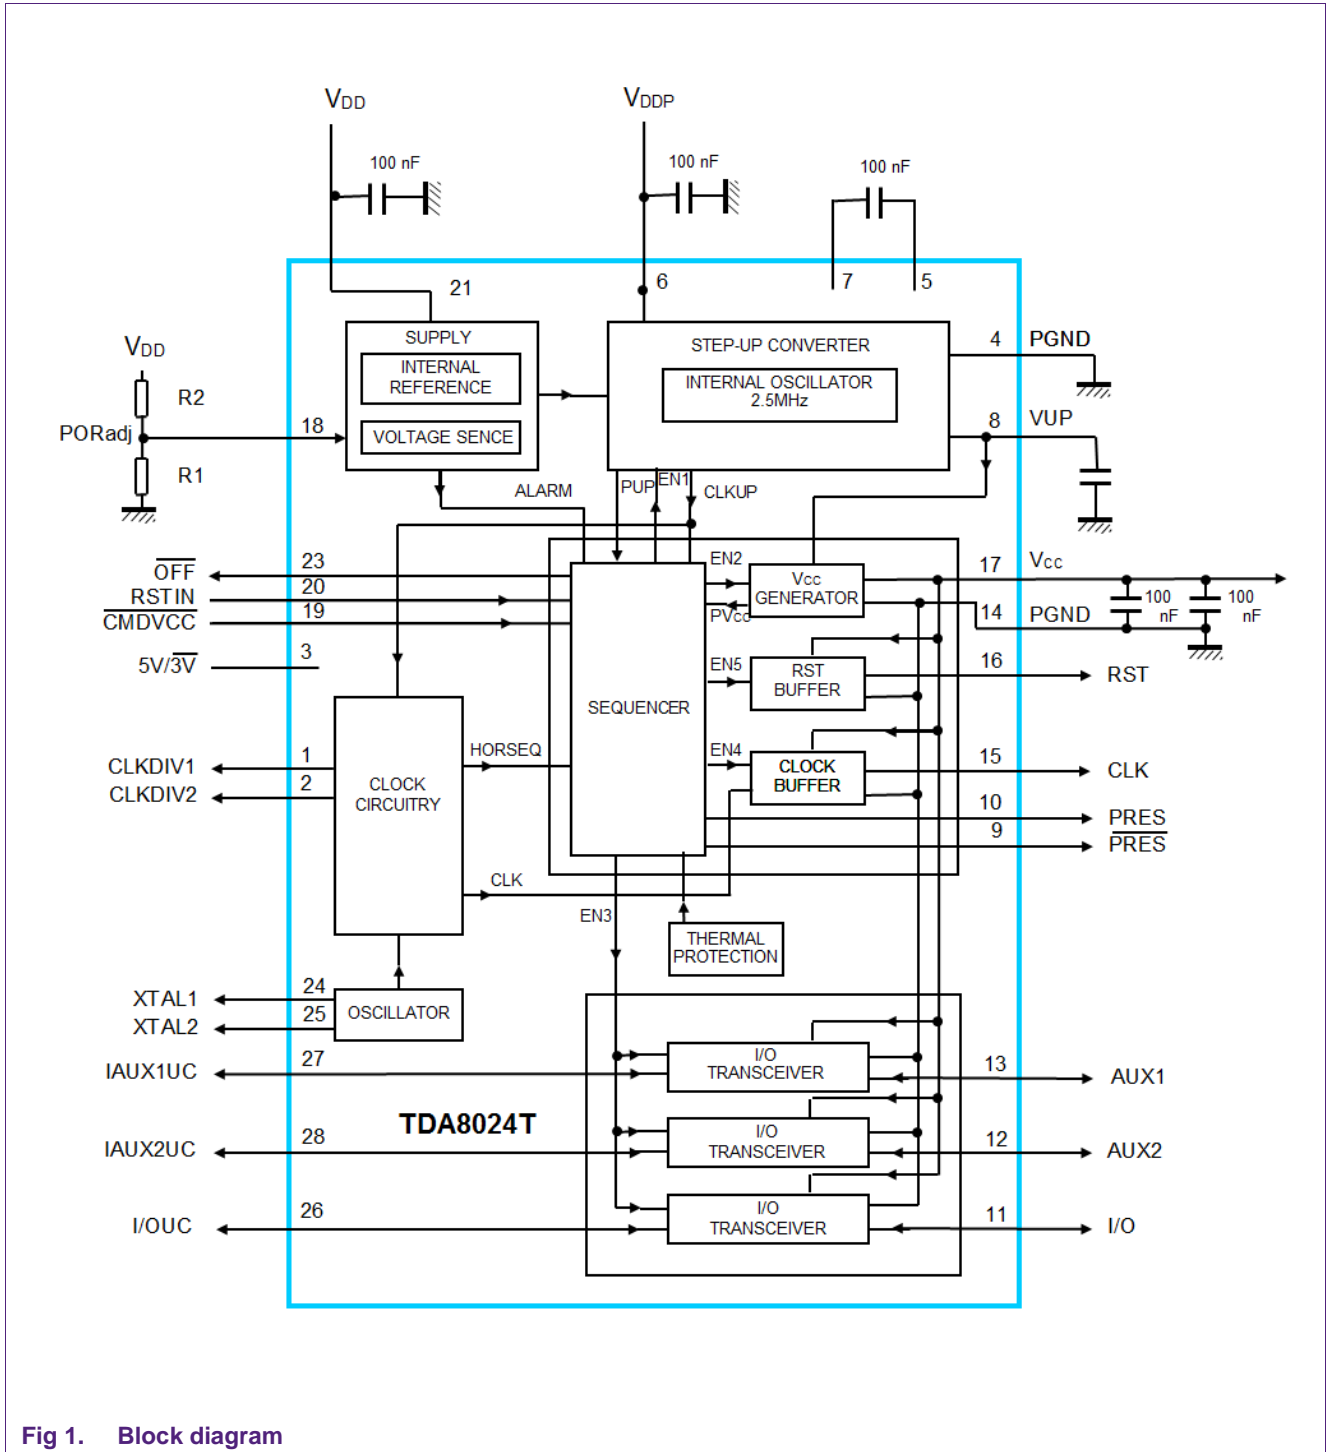 VDD
VDDP
100 nF
100 nF
100 nF
21
6
7
5
SUPPLY
INTERNAL
REFERENCE
VOLTAGE SENCE
STEP-UP CONVERTER
INTERNAL OSCILLATOR
2.5MHz
4
PGND
8
VUP
VDD
R2
PORadj
18
R1
ALARM
PUP
EN1
CLKUP
OFF
23
RSTIN
20
CMDVCC
19
5V/3V
3
EN2
PVcc
Vcc
GENERATOR
17
Vcc
14
PGND
100
nF
100
nF
EN5
RST
BUFFER
16
RST
SEQUENCER
HORSEQ
EN4
CLOCK
BUFFER
15
CLK
CLKDIV1
1
CLKDIV2
2
CLOCK
CIRCUITRY
10
PRES
9
PRES
CLK
EN3
THERMAL
PROTECTION
XTAL1
24
XTAL2
25
OSCILLATOR
IAUX1UC
27
I/O
TRANSCEIVER
13
AUX1
TDA8024T
IAUX2UC
28
I/O
TRANSCEIVER
12
AUX2
I/OUC
26
I/O
TRANSCEIVER
11
I/O
Fig 1. Block diagram